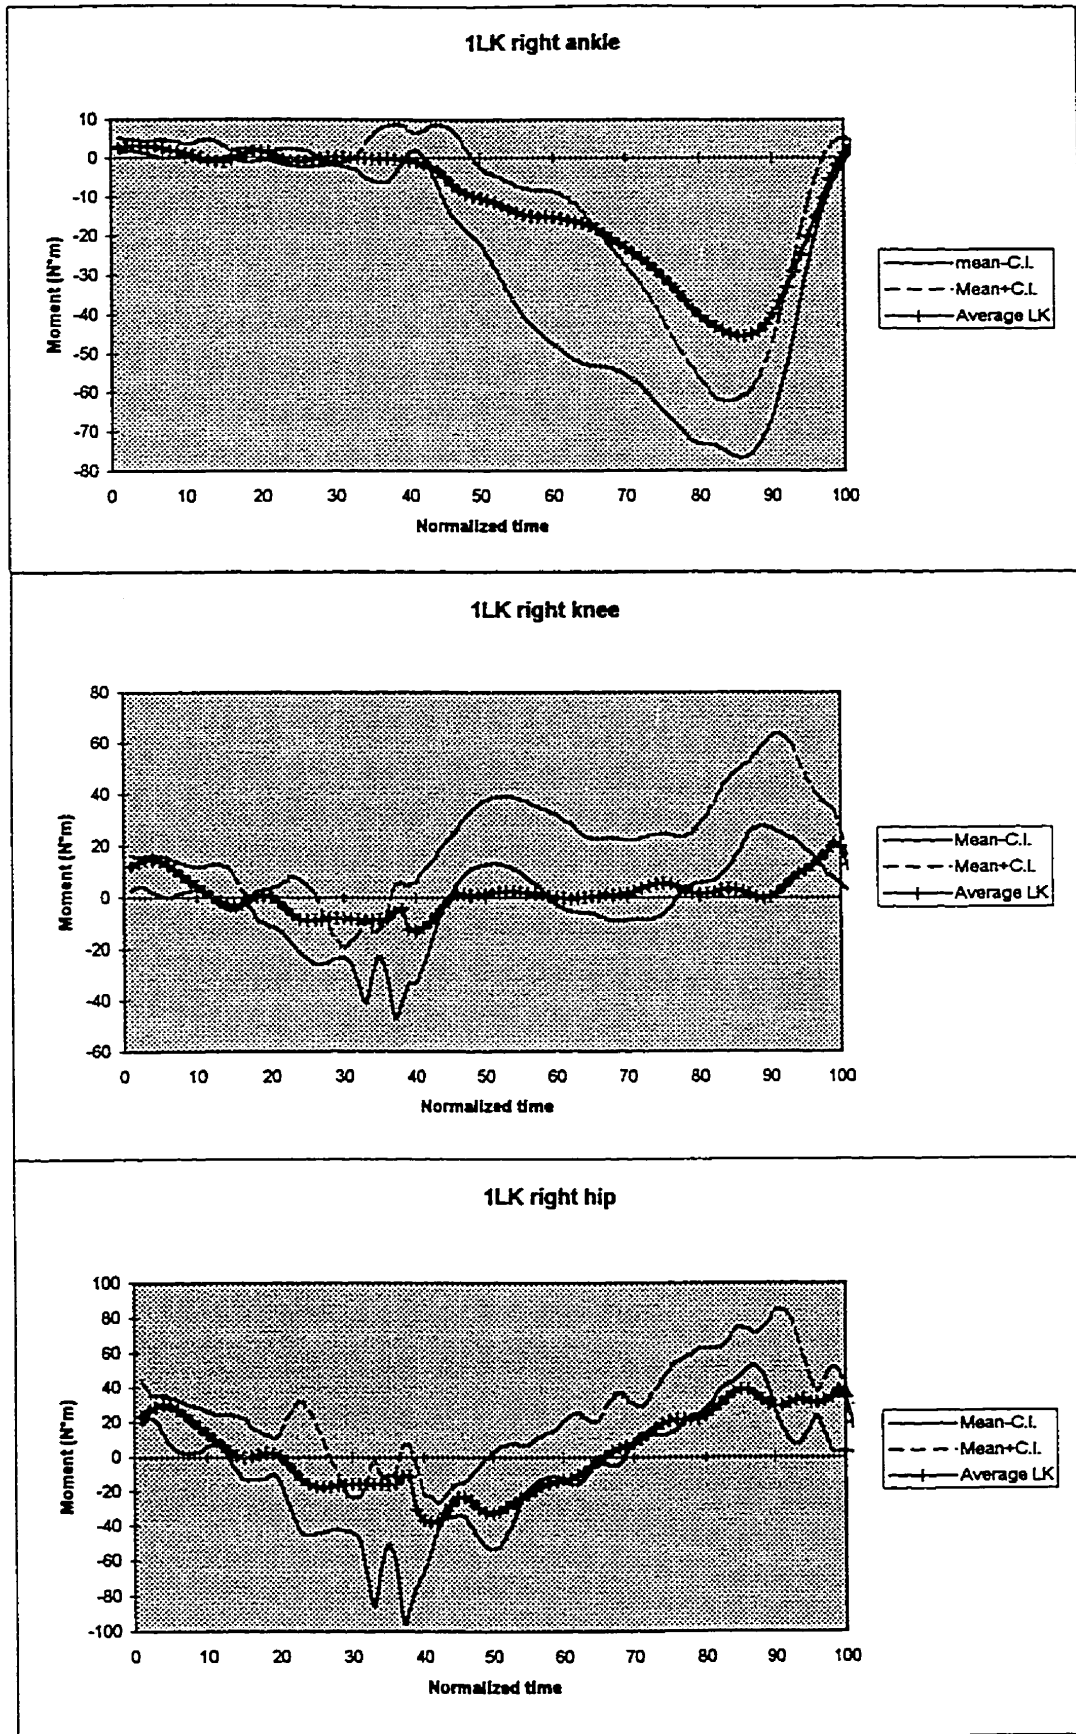 1LK right ankle
10
0
-10
-20
-30
-40
-50
-60
-70
-80
Moment (N*m)
0 10 20 30 40 50 60 70 80 90 100
Normalized time
mean-C.I.
Mean+C.I.
Average LK
1LK right knee
80
60
40
20
0
-20
-40
-60
Moment (N*m)
0 10 20 30 40 50 60 70 80 90 100
Normalized time
Mean-C.I.
Mean+C.I.
Average LK
1LK right hip
100
80
60
40
20
0
-20
-40
-60
-80
-100
Moment (N*m)
0 10 20 30 40 50 60 70 80 90 100
Normalized time
Mean-C.I.
Mean+C.I.
Average LK